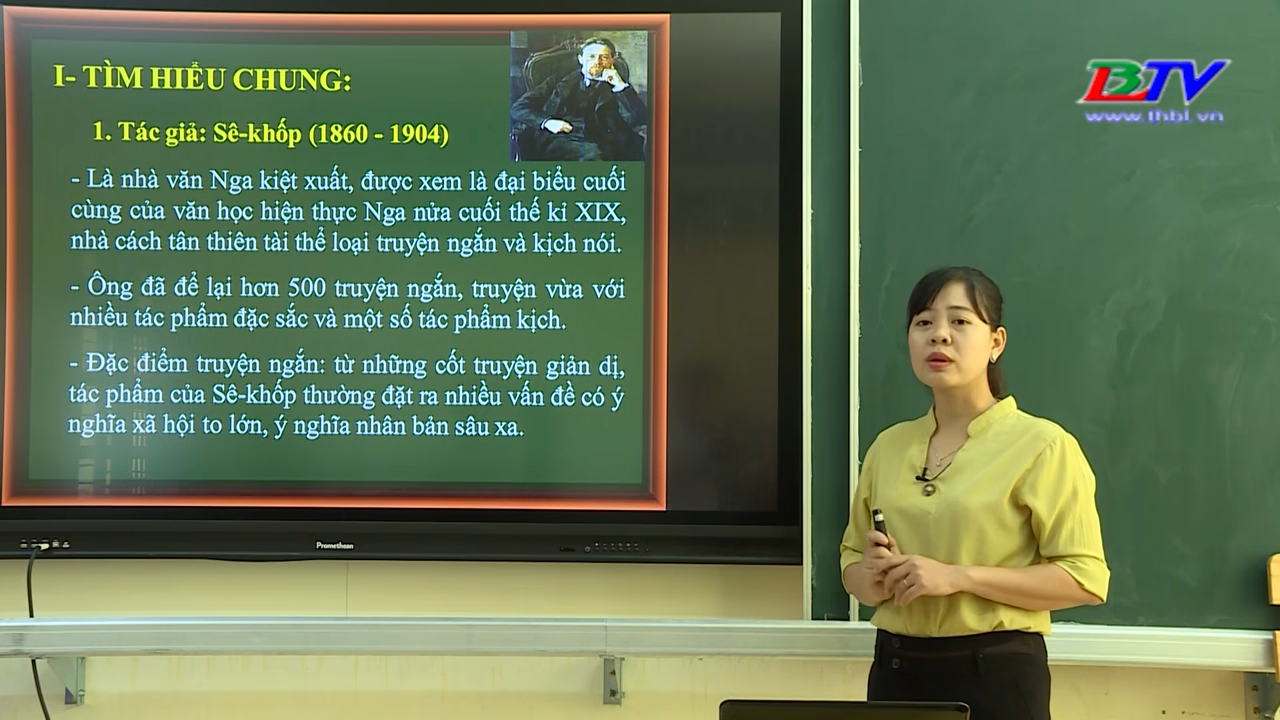 I- TÌM HIỂU CHUNG:
1. Tác giả: Sê-khốp (1860 - 1904)
- Là nhà văn Nga kiệt xuất, được xem là đại biểu cuối
cùng của văn học hiện thực Nga nửa cuối thế kỉ XIX,
nhà cách tân thiên tài thể loại truyện ngắn và kịch nói.
- Ông đã để lại hơn 500 truyện ngắn, truyện vừa với
nhiều tác phẩm đặc sắc và một số tác phẩm kịch.
- Đặc điểm truyện ngắn: từ những cốt truyện giản dị,
tác phẩm của Sê-khốp thường đặt ra nhiều vấn đề có ý
nghĩa xã hội to lớn, ý nghĩa nhân bản sâu xa.
Promethean
BTV
www.thbl.vn